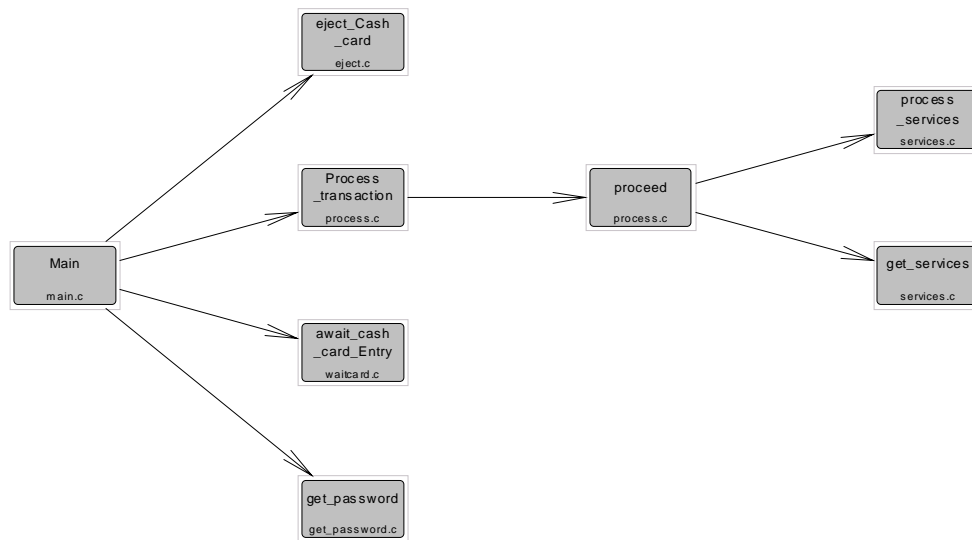 eject_Cash
_card
eject.c
process
_services
services.c
Process
_transaction
process.c
proceed
process.c
Main
main.c
get_services
services.c
await_cash
_card_Entry
waitcard.c
get_password
get_password.c